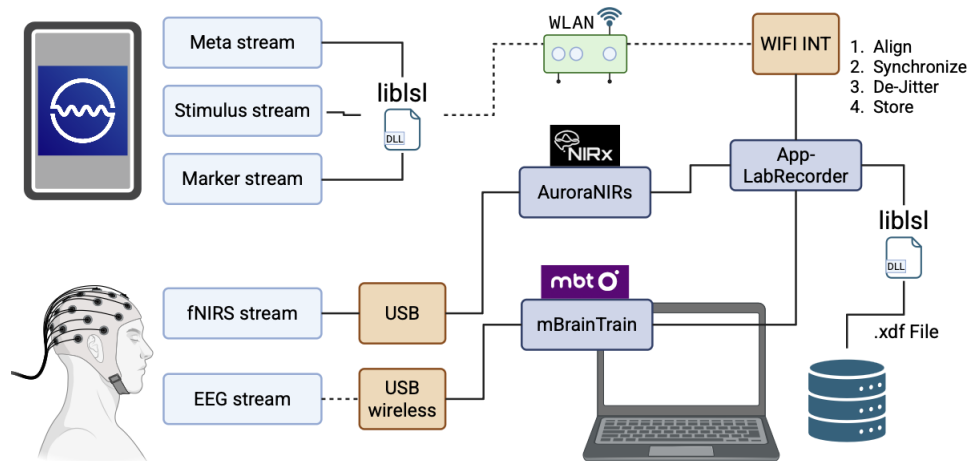 Meta stream
Stimulus stream
Marker stream
liblsl
DLL
WLAN
WIFI INT
1. Align
2. Synchronize
3. De-Jitter
4. Store
NIRx
AuroraNIRs
App-
LabRecorder
liblsl
DLL
.xdf File
fNIRS stream
USB
mbt
mBrainTrain
EEG stream
USB
wireless